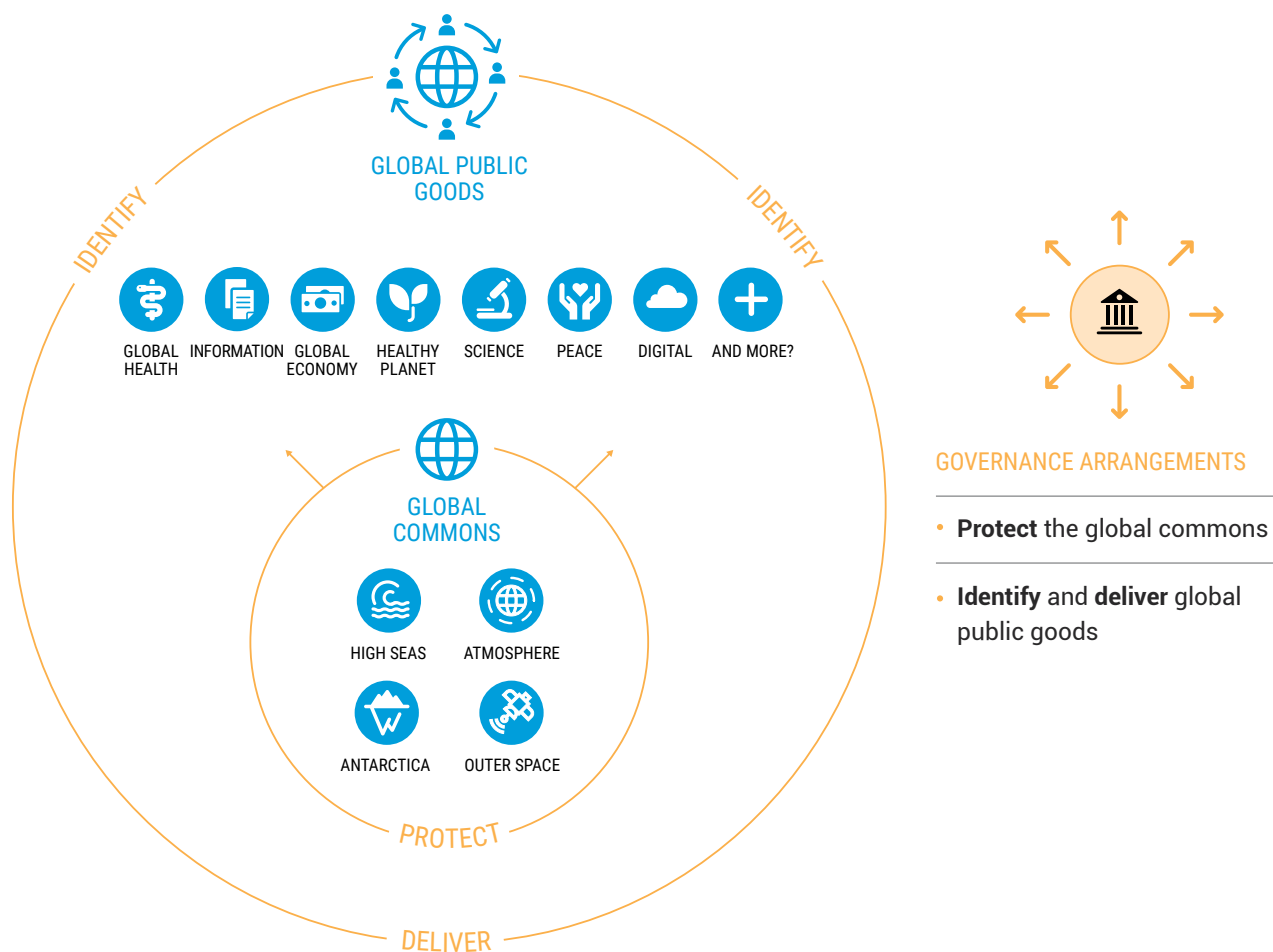 GLOBAL PUBLIC
GOODS
IDENTIFY
IDENTIFY
GLOBAL
HEALTH
INFORMATION
GLOBAL
ECONOMY
HEALTHY
PLANET
SCIENCE
PEACE
DIGITAL
AND MORE?
GLOBAL
COMMONS
HIGH SEAS
ATMOSPHERE
ANTARCTICA
OUTER SPACE
PROTECT
DELIVER
GOVERNANCE ARRANGEMENTS
• Protect the global commons
• Identify and deliver global
public goods